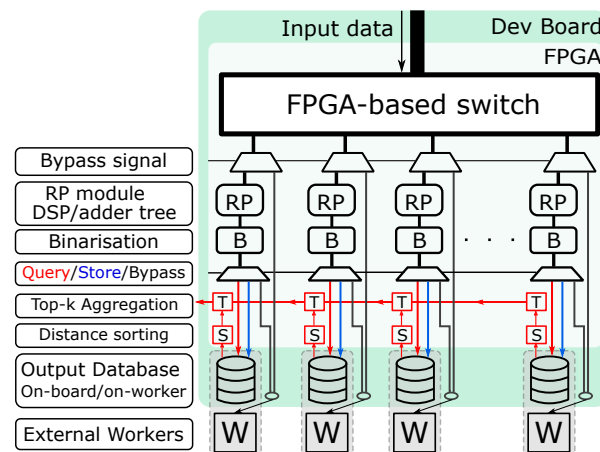 Input data
Dev Board
FPGA
FPGA-based switch
Bypass signal
RP module
DSP/adder tree
RP RP RP RP
Binarisation
B B B . . . B
Query/Store/Bypass
Top-k Aggregation
T T T T
Distance sorting
S S S S
Output Database
On-board/on-worker
External Workers
W W W W